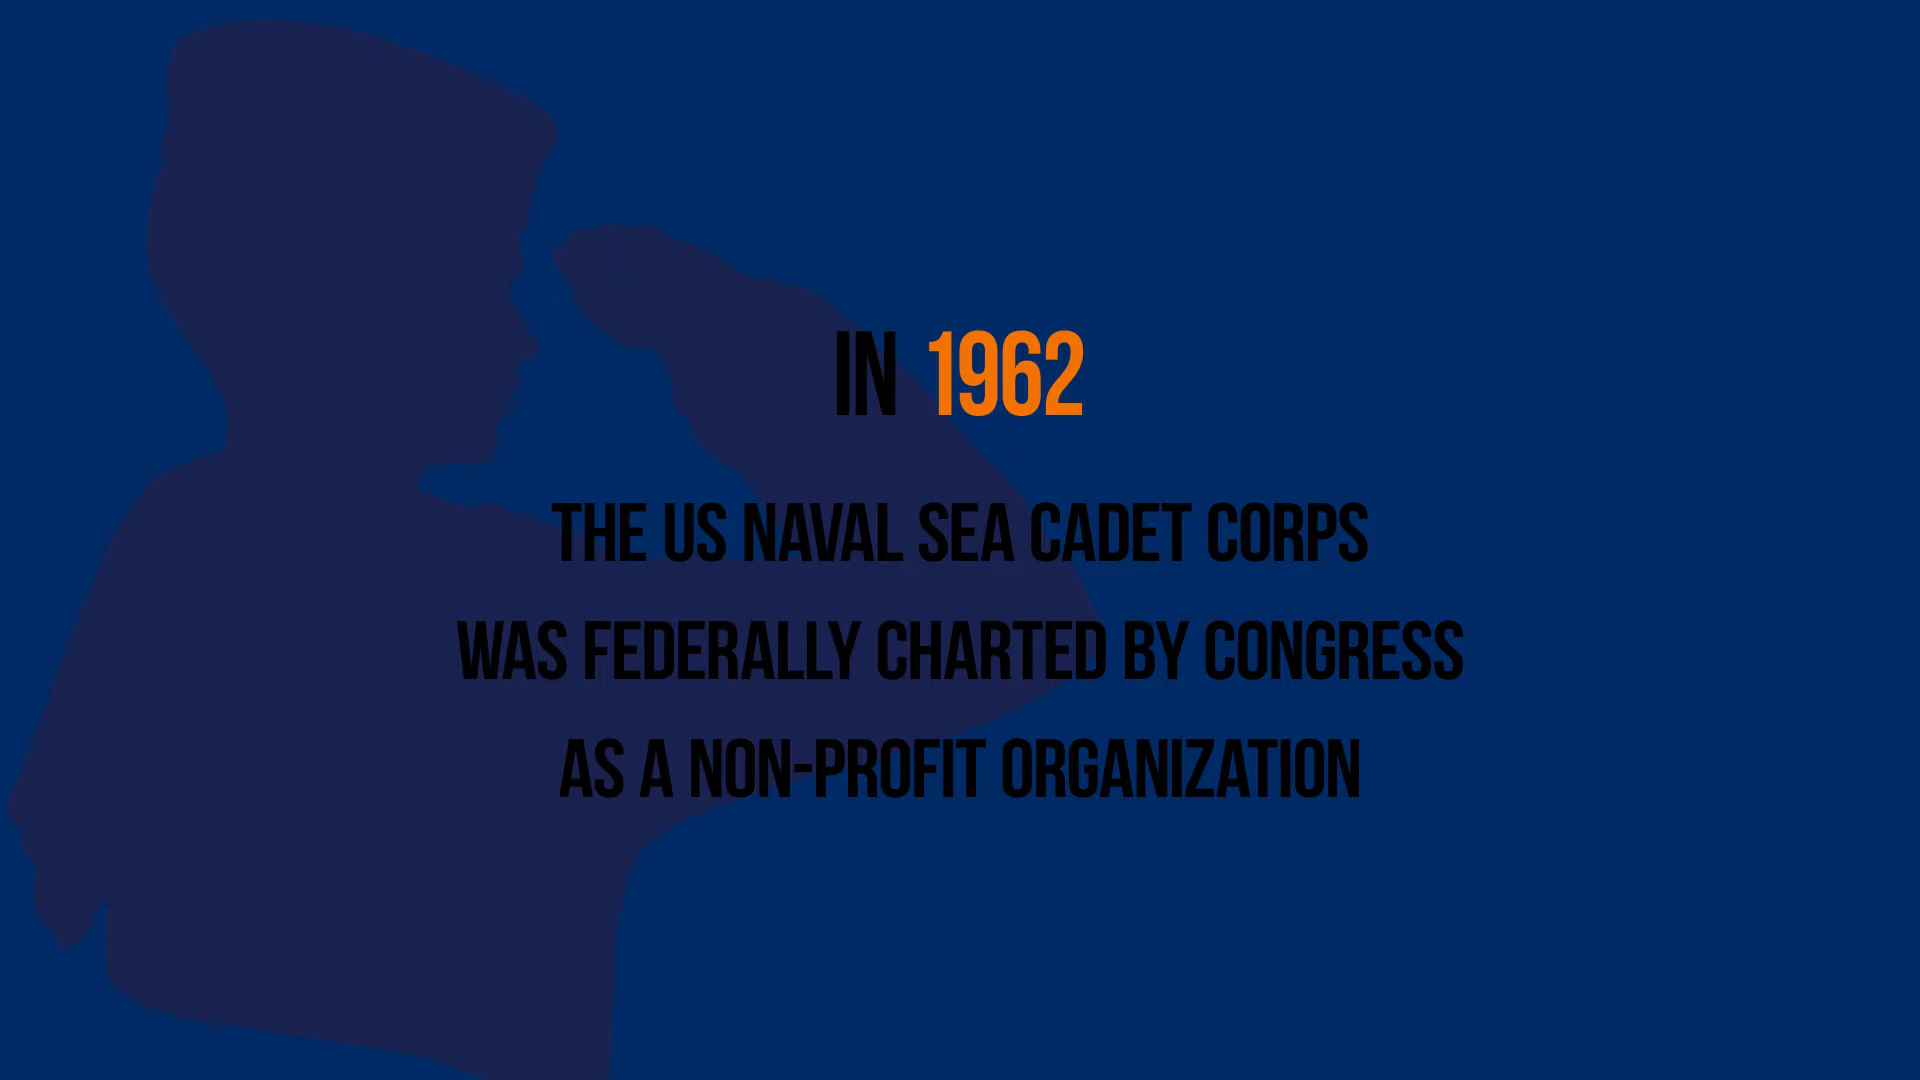 IN 1962
THE US NAVAL SEA CADET CORPS
WAS FEDERALLY CHARTED BY CONGRESS
AS A NON-PROFIT ORGANIZATION